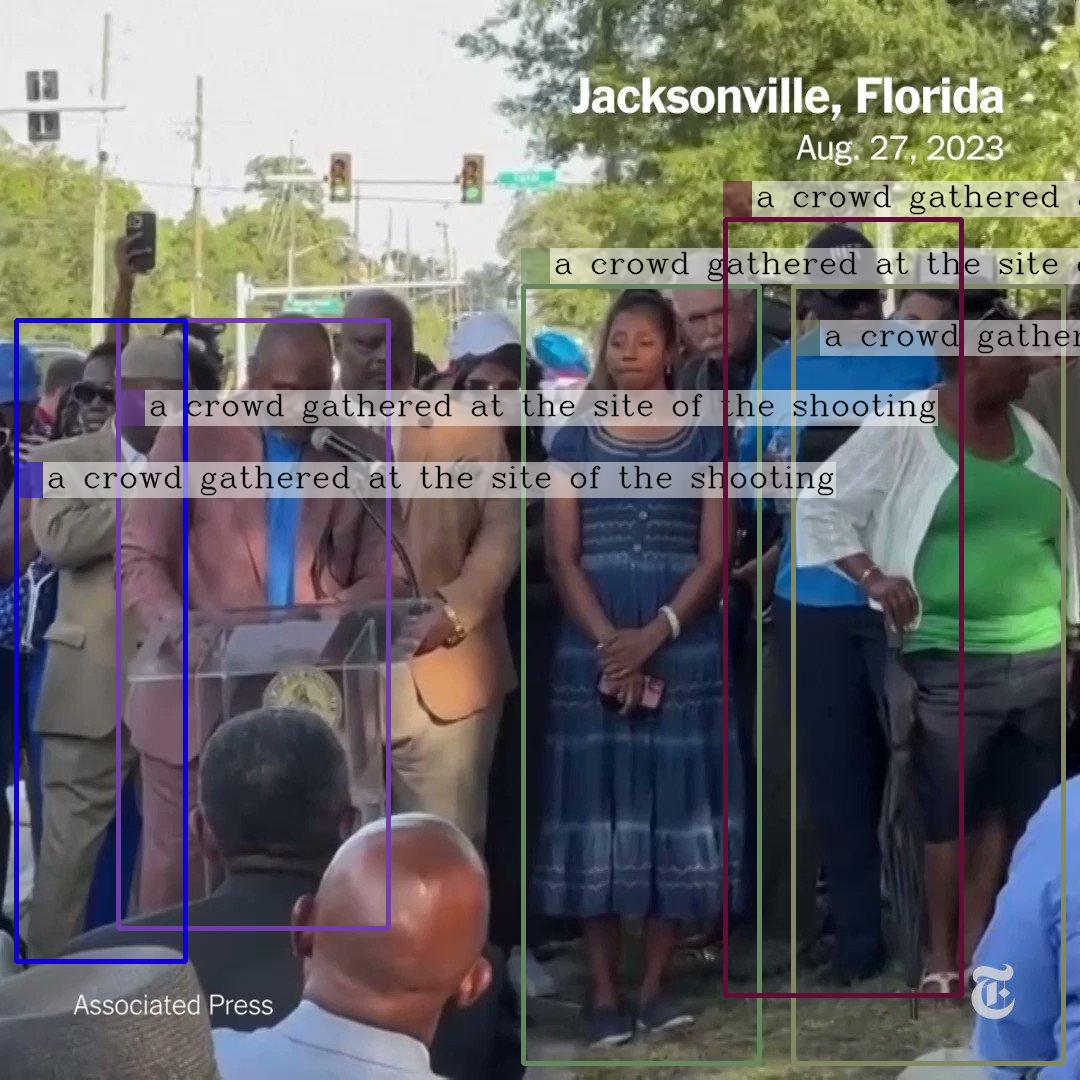 Jacksonville, Florida
Aug. 27, 2023
a crowd gathered
a crowd gathered at the site
a crowd gather
a crowd gathered at the site of the shooting
a crowd gathered at the site of the shooting
Associated Press